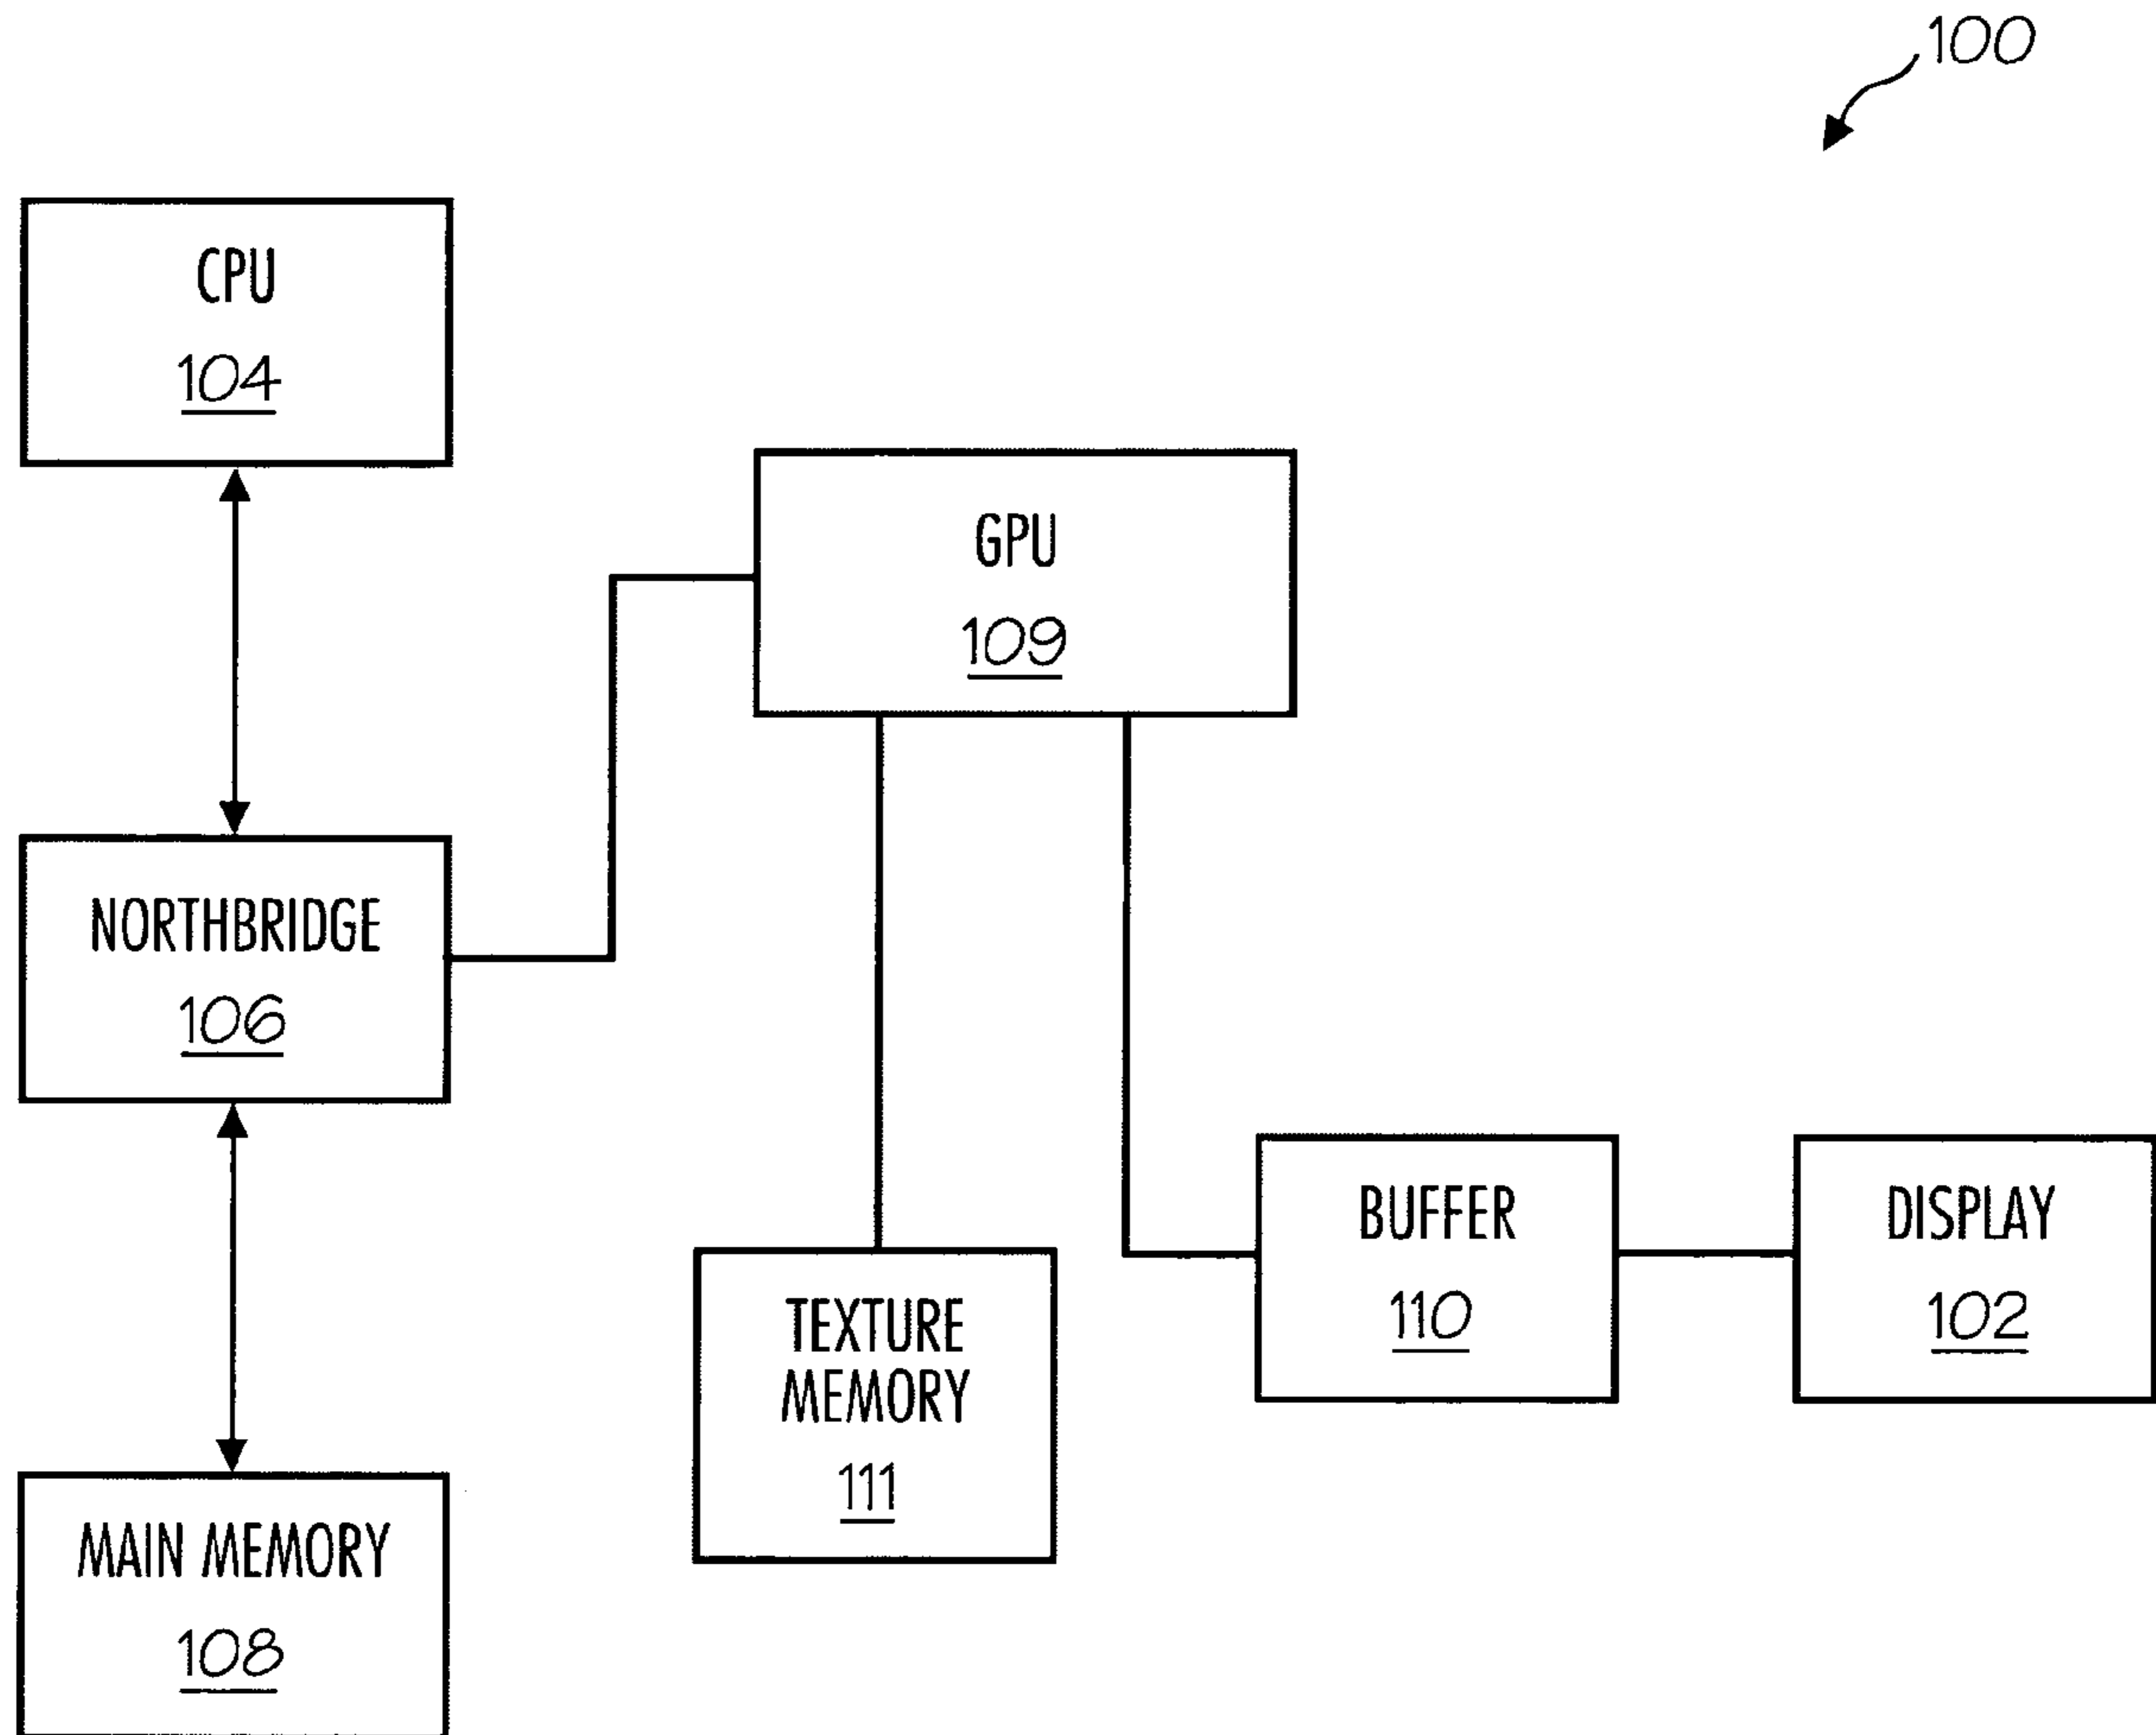 100
CPU
104
GPU
109
NORTHBRIDGE
106
BUFFER
110
DISPLAY
102
TEXTURE
MEMORY
111
MAIN MEMORY
108